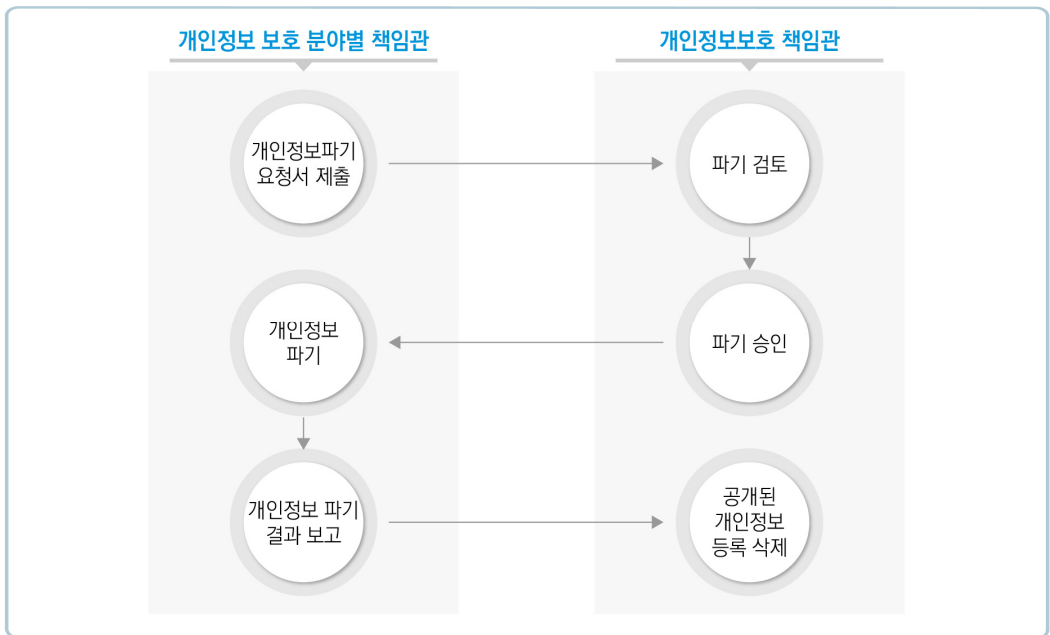 개인정보 보호 분야별 책임관
개인정보보호 책임관
개인정보파기
요청서 제출
파기 검토
개인정보
파기
파기 승인
개인정보 파기
결과 보고
공개된
개인정보
등록 삭제